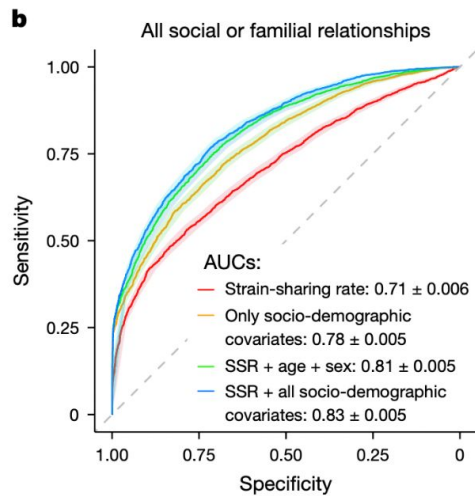 b
All social or familial relationships
1.00
0.75
0.50
0.25
0
Sensitivity
AUCs:
Strain-sharing rate: 0.71 ± 0.006
Only socio-demographic
covariates: 0.78 ± 0.005
SSR + age + sex: 0.81 ± 0.005
SSR + all socio-demographic
covariates: 0.83 ± 0.005
1.00 0.75 0.50 0.25 0
Specificity